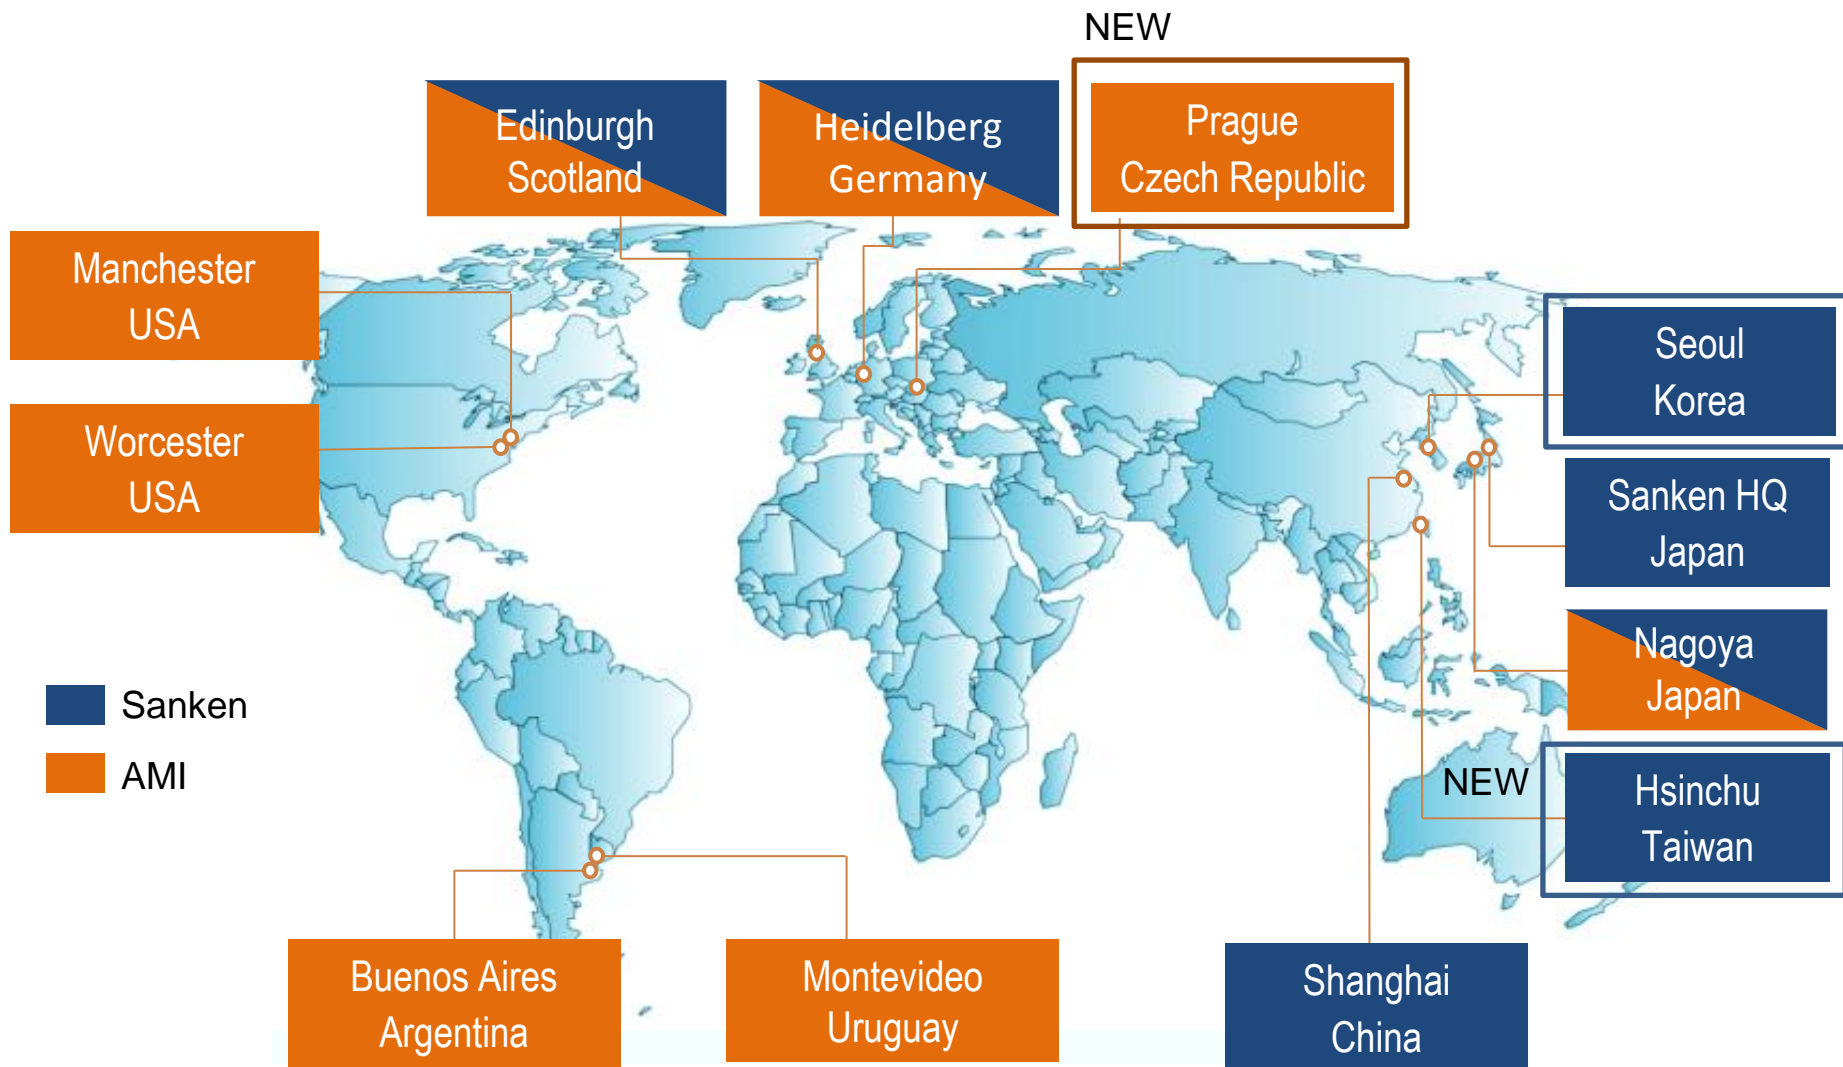 NEW
Edinburgh
Scotland
Heidelberg
Germany
Prague
Czech Republic
Manchester
USA
Worcester
USA
Seoul
Korea
Sanken HQ
Japan
Nagoya
Japan
NEW
Hsinchu
Taiwan
Sanken
AMI
Buenos Aires
Argentina
Montevideo
Uruguay
Shanghai
China